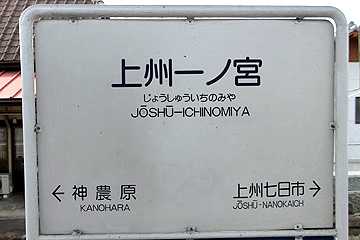 上州一ノ宮
じょうしゅういちのみや
JŌSHŪ-ICHINOMIYA
← 神農原
KANOHARA
上州七日市 →
JŌSHŪ-NANOKAICH